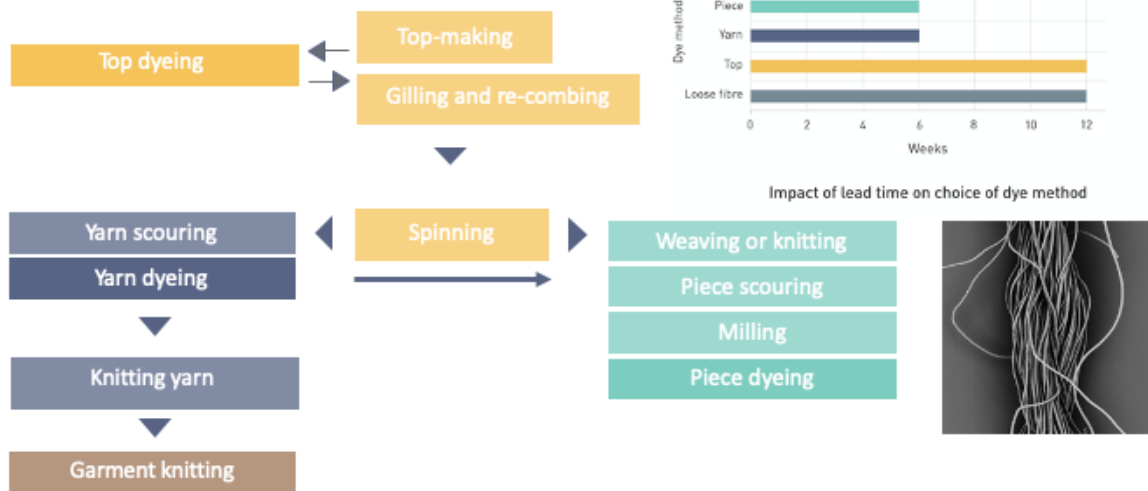 Top dyeing
Top-making
Gilling and re-combing
Spinning
Yarn scouring
Yarn dyeing
Knitting yarn
Garment knitting
Weaving or knitting
Piece scouring
Milling
Piece dyeing
Dye method
Piece
Yarn
Top
Loose fibre
0 2 4 6 8 10 12
Weeks
Impact of lead time on choice of dye method